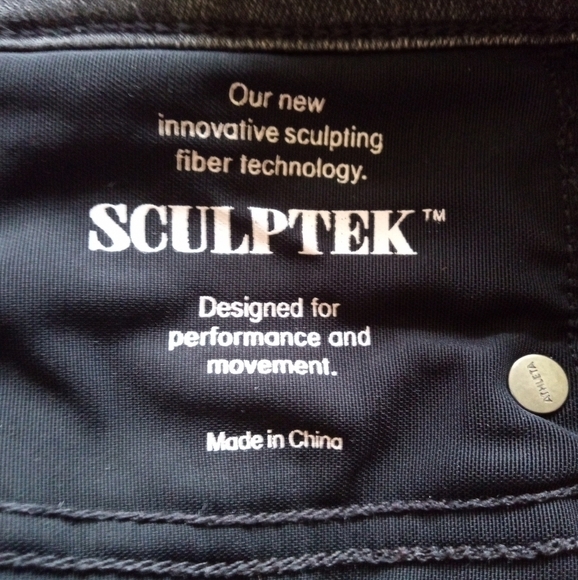 Our new
innovative sculpting
fiber technology.
SCULPTEK™
Designed for
performance and
movement.
ATHLETA
Made in China